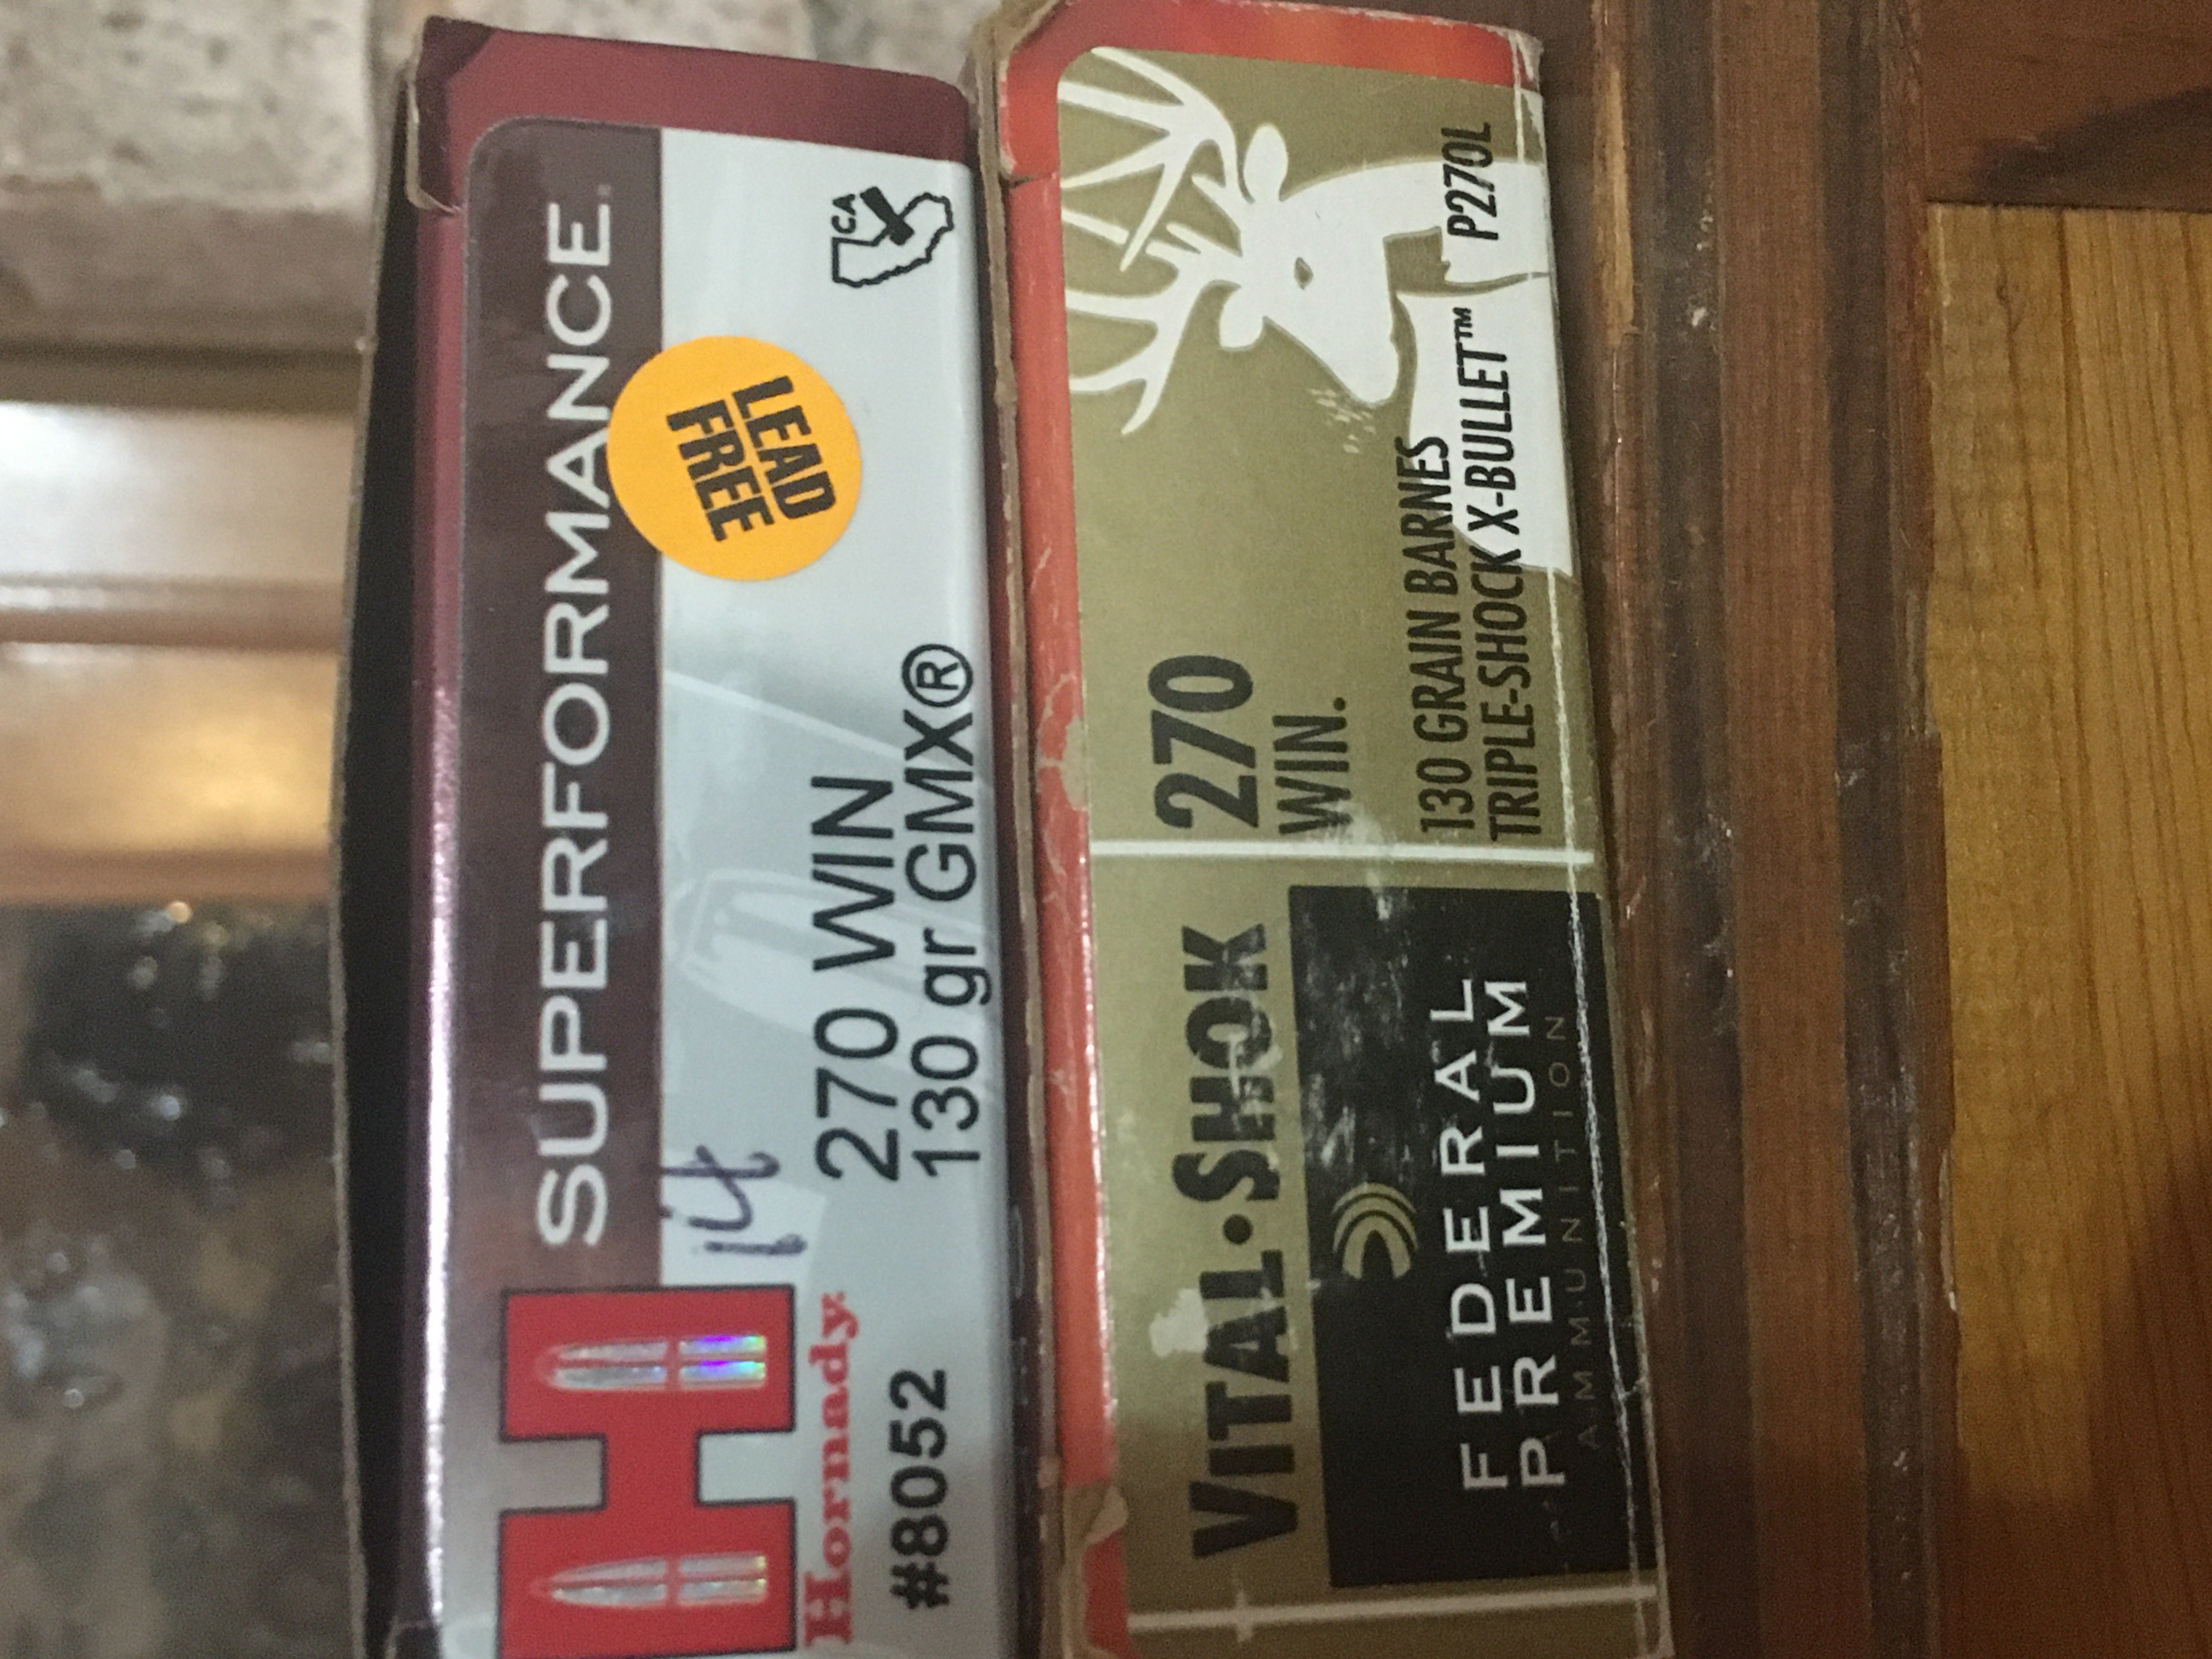 SUPERFORMANCE
LEAD
FREE
CA
14
270 WIN
130 gr GMX®
Hornady
#8052
VITAL•SHOK
270
WIN.
130 GRAIN BARNES
TRIPLE-SHOCK X-BULLET™ P270L
FEDERAL
PREMIUM
AMMUNITION